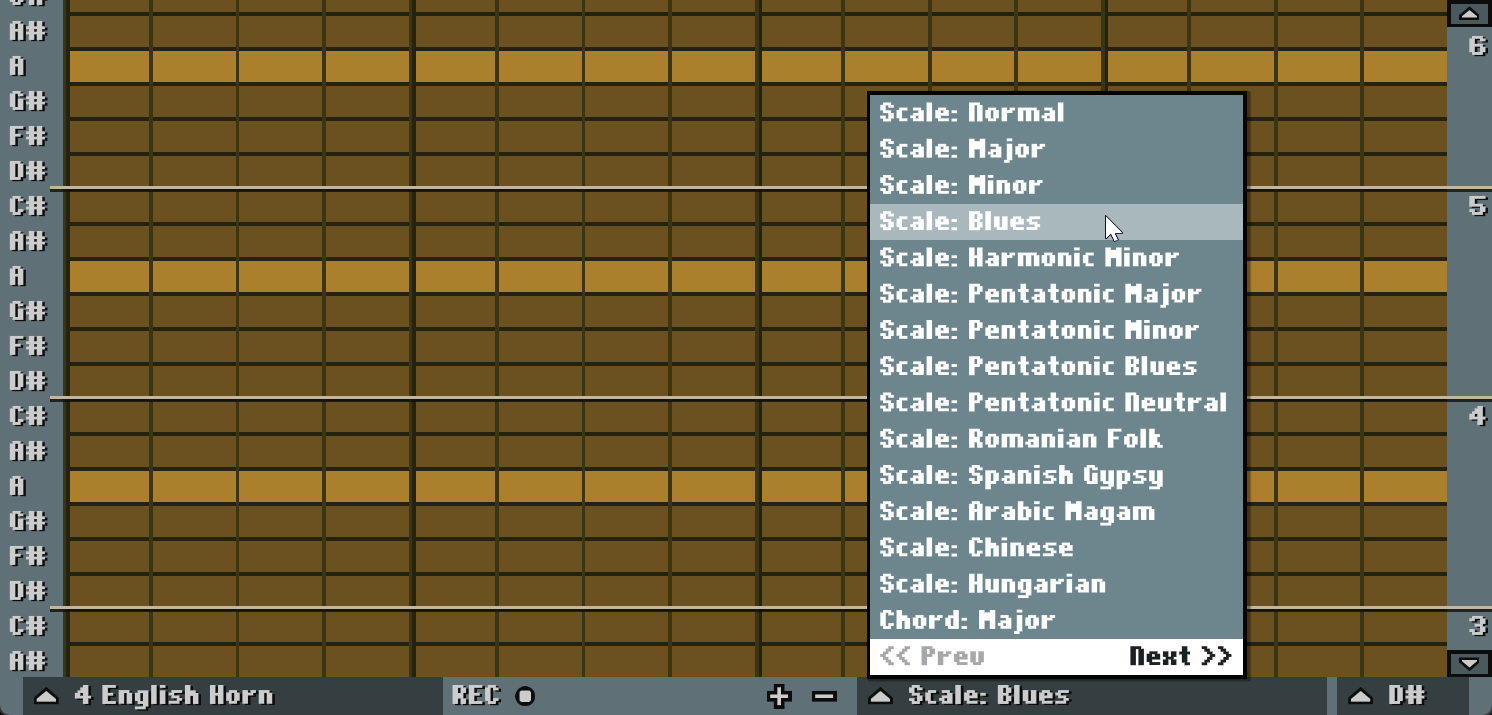 A#
A
G#
F#
D#
C#
A#
A
G#
F#
D#
C#
A#
A
G#
F#
D#
C#
A#
6
5
4
3
Scale: Normal
Scale: Major
Scale: Minor
Scale: Blues
Scale: Harmonic Minor
Scale: Pentatonic Major
Scale: Pentatonic Minor
Scale: Pentatonic Blues
Scale: Pentatonic Neutral
Scale: Romanian Folk
Scale: Spanish Gypsy
Scale: Arabic Magam
Scale: Chinese
Scale: Hungarian
Chord: Major
<< Prev Next >>
4 English Horn REC Scale: Blues D#